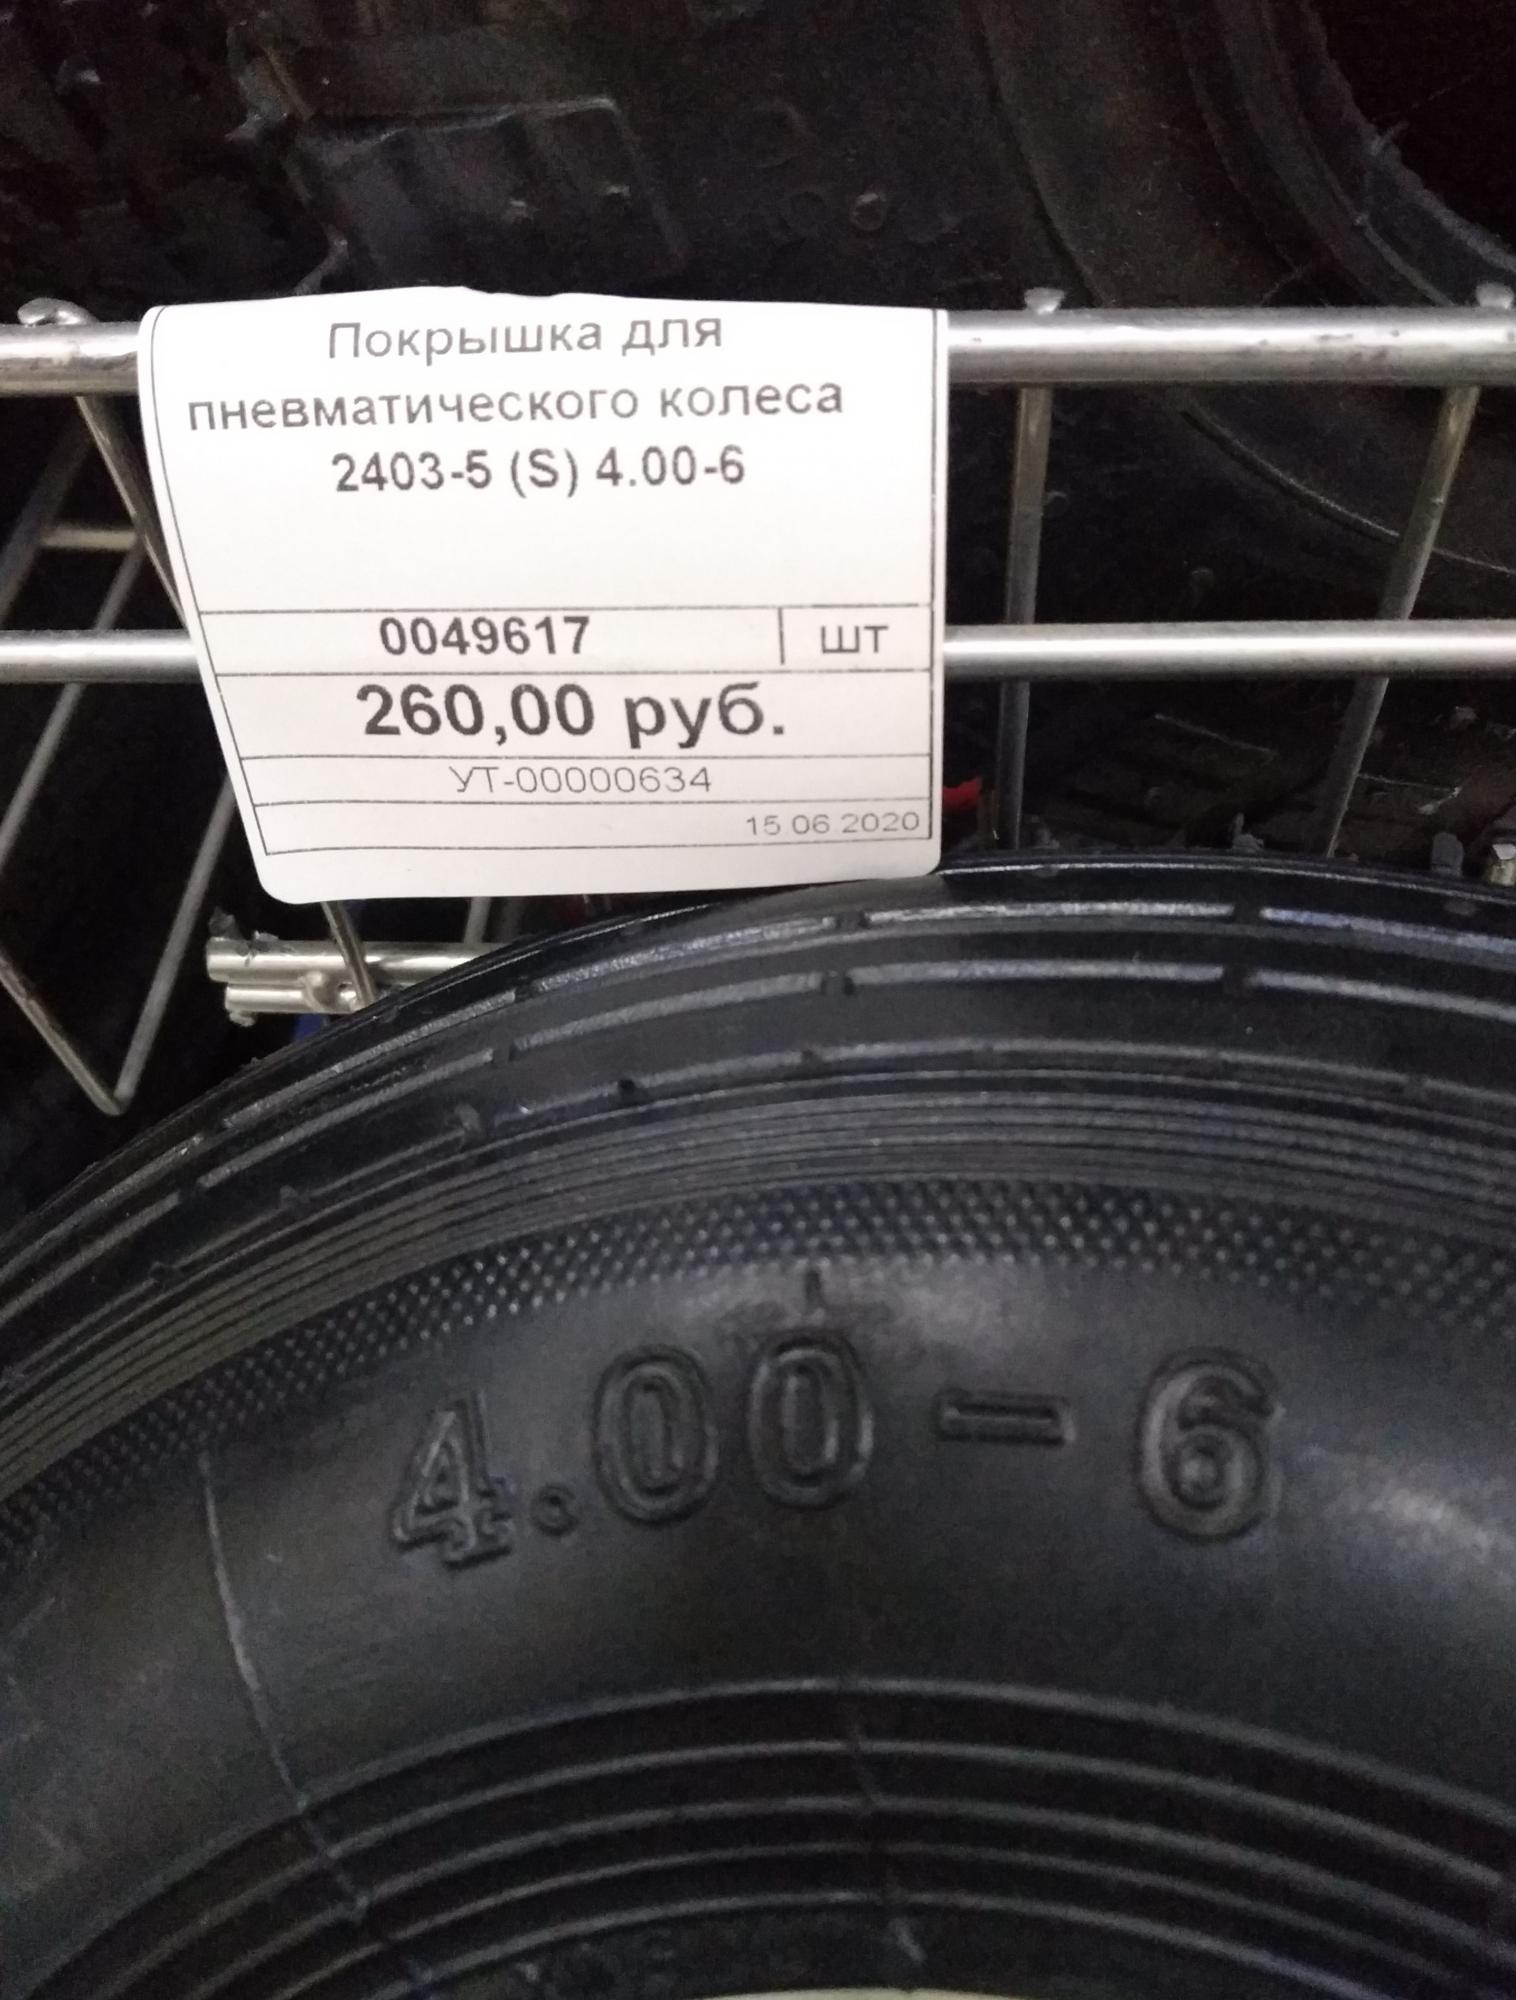 Покрышка для
пневматического колеса
2403-5 (S) 4.00-6
0049617 шт
260,00 руб.
УТ-00000634
15.06.2020
4.00-6